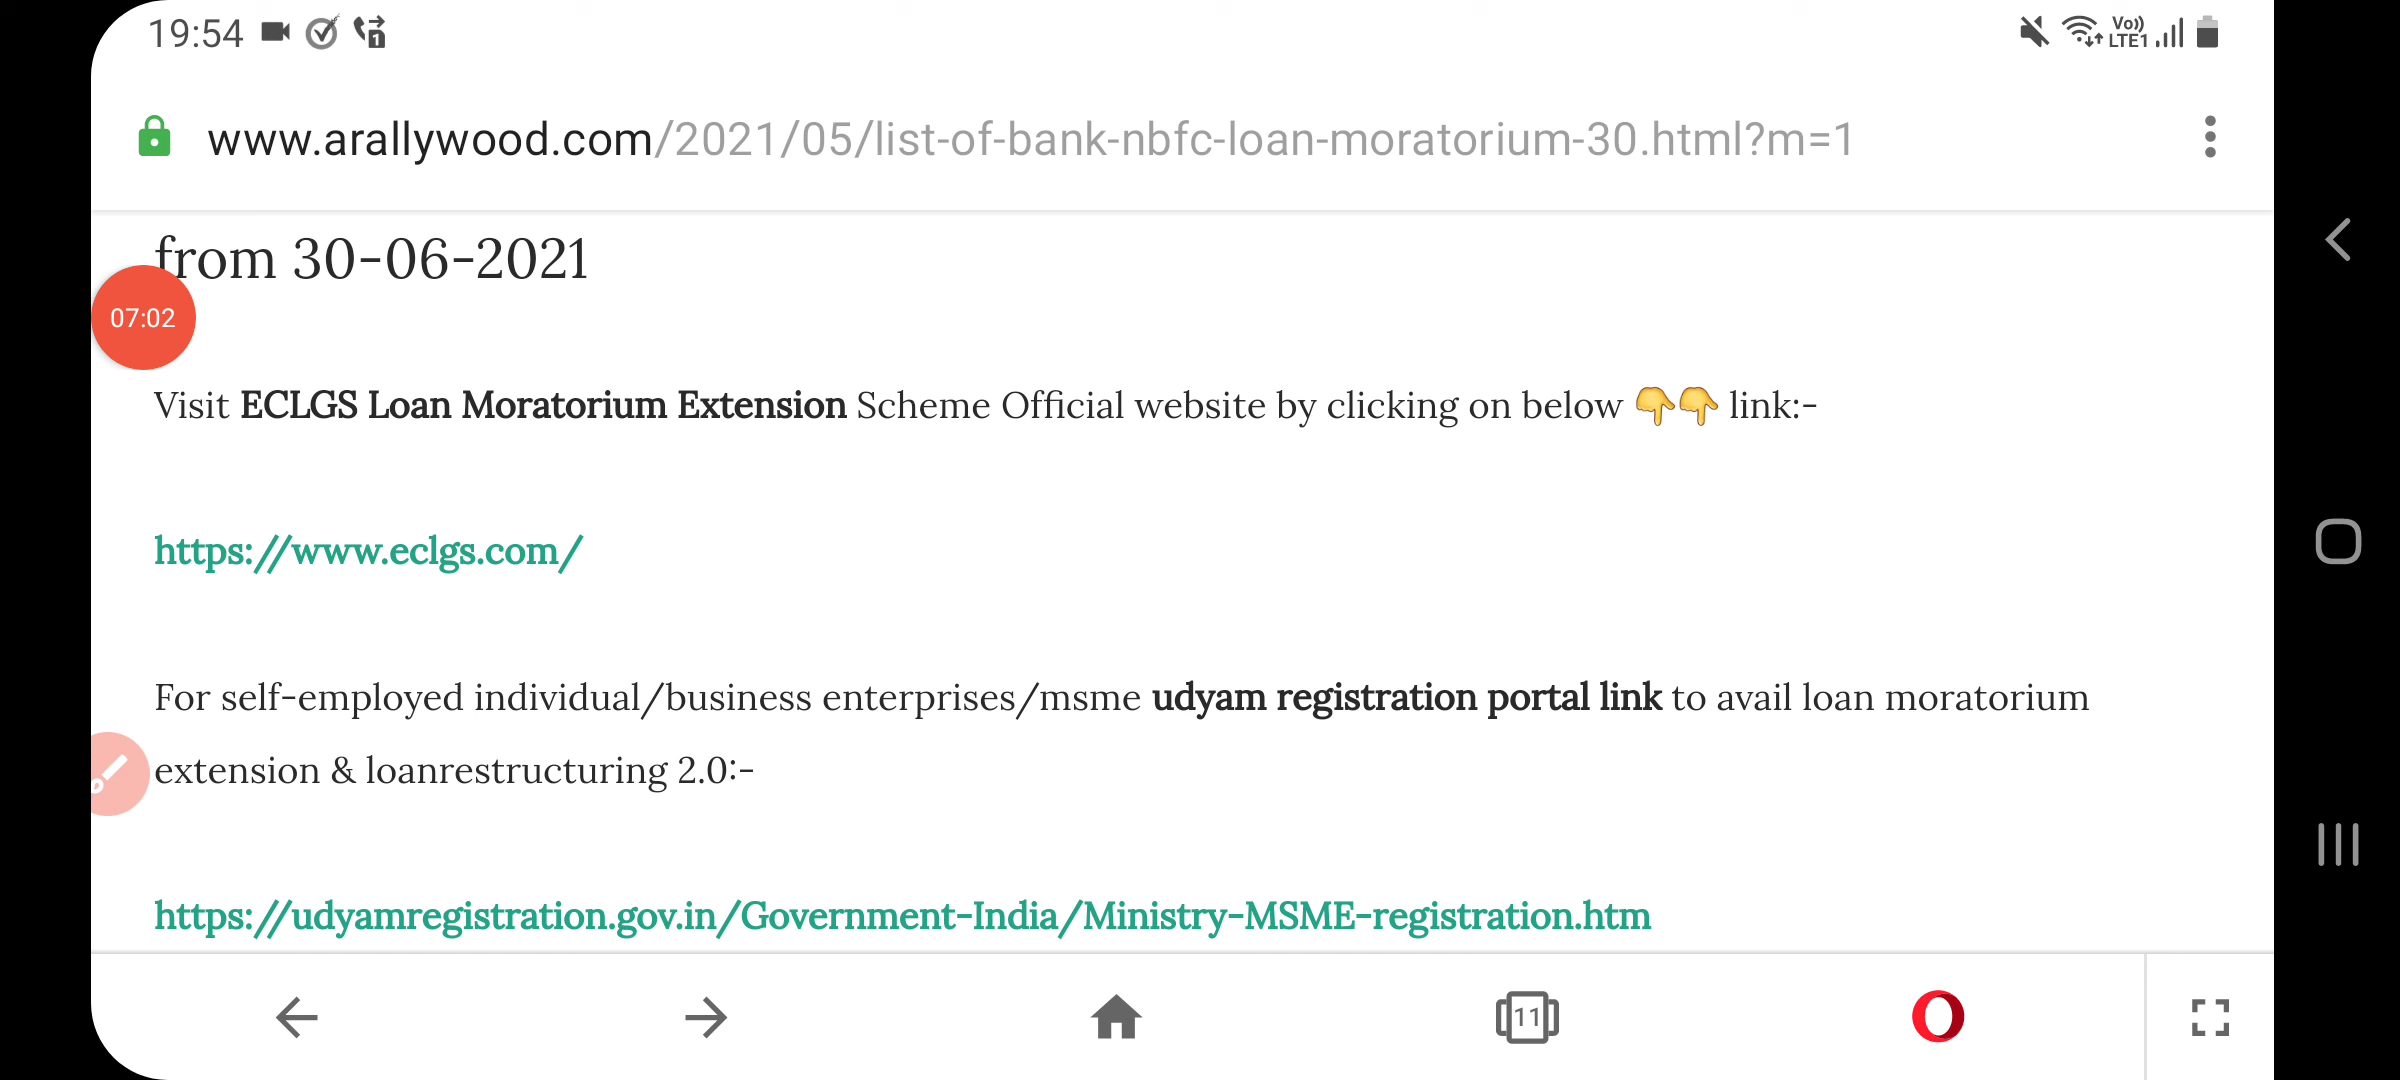 19:54
Vo)) LTE1
www.arallywood.com/2021/05/list-of-bank-nbfc-loan-moratorium-30.html?m=1
from 30-06-2021
07:02
Visit ECLGS Loan Moratorium Extension Scheme Official website by clicking on below 👇👇 link:-
https://www.eclgs.com/
For self-employed individual/business enterprises/msme udyam registration portal link to avail loan moratorium
extension & loanrestructuring 2.0:-
https://udyamregistration.gov.in/Government-India/Ministry-MSME-registration.htm
11